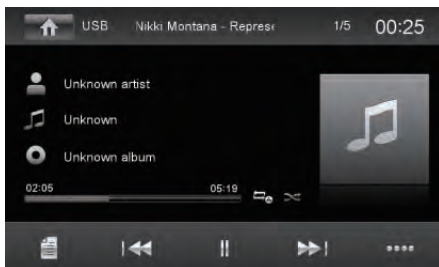 USB Nikki Montana - Represe 1/5 00:25
Unknown artist
Unknown
Unknown album
02:05 05:19